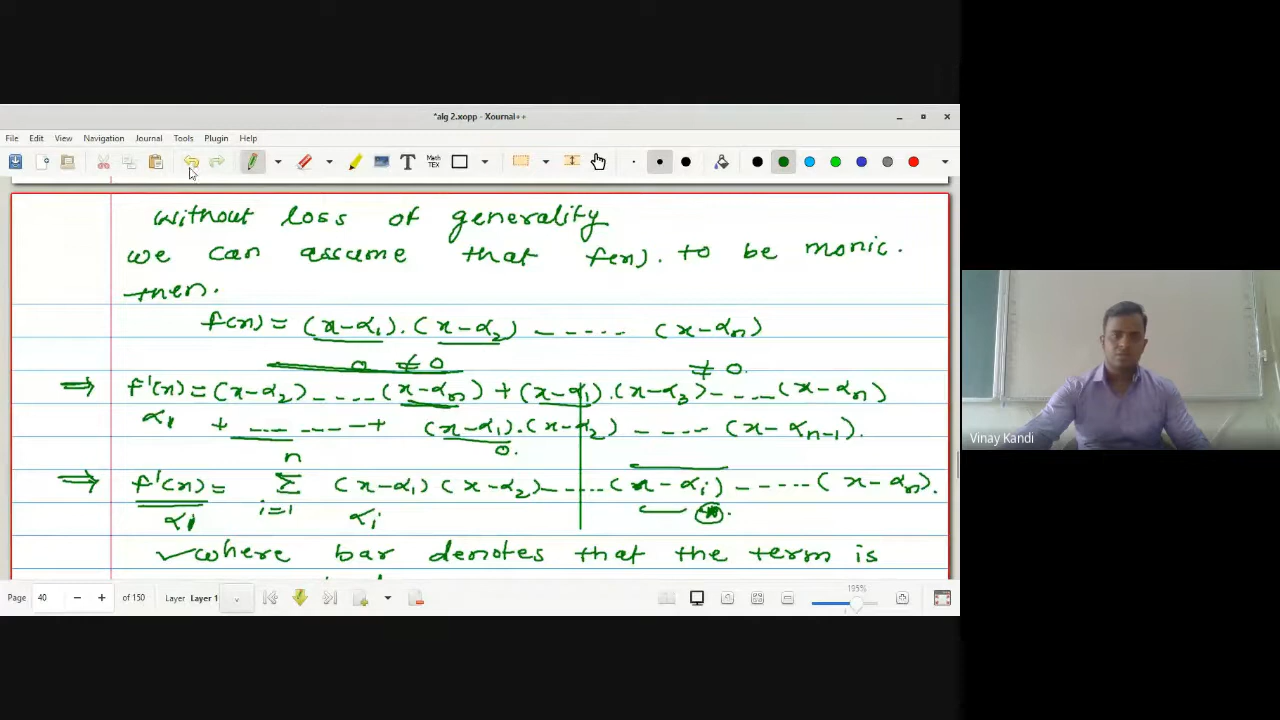 *alg 2.xopp - Xournal++
File Edit View Navigation Journal Tools Plugin Help
without loss of generality
we can assume that f(x). to be monic.
then.
f(x) = (x-α₁).(x-α₂) ------ (x-αₙ)
0 ≠ 0 ≠ 0.
⇒ f'(x) = (x-α₂)-----(x-αₙ) + (x-α₁).(x-α₃)-----(x-αₙ)
α₁ + ------- + (x-α₁).(x-α₂) ----- (x-αₙ₋₁).
0.
⇒ f'(x) = n Σ i=1 (x-α₁)(x-α₂)-----(x-αᵢ)-----(x-αₙ).
αᵢ αᵢ *.
✓where bar denotes that the term is
Page 40 of 150 Layer Layer 1 195%
Vinay Kandi